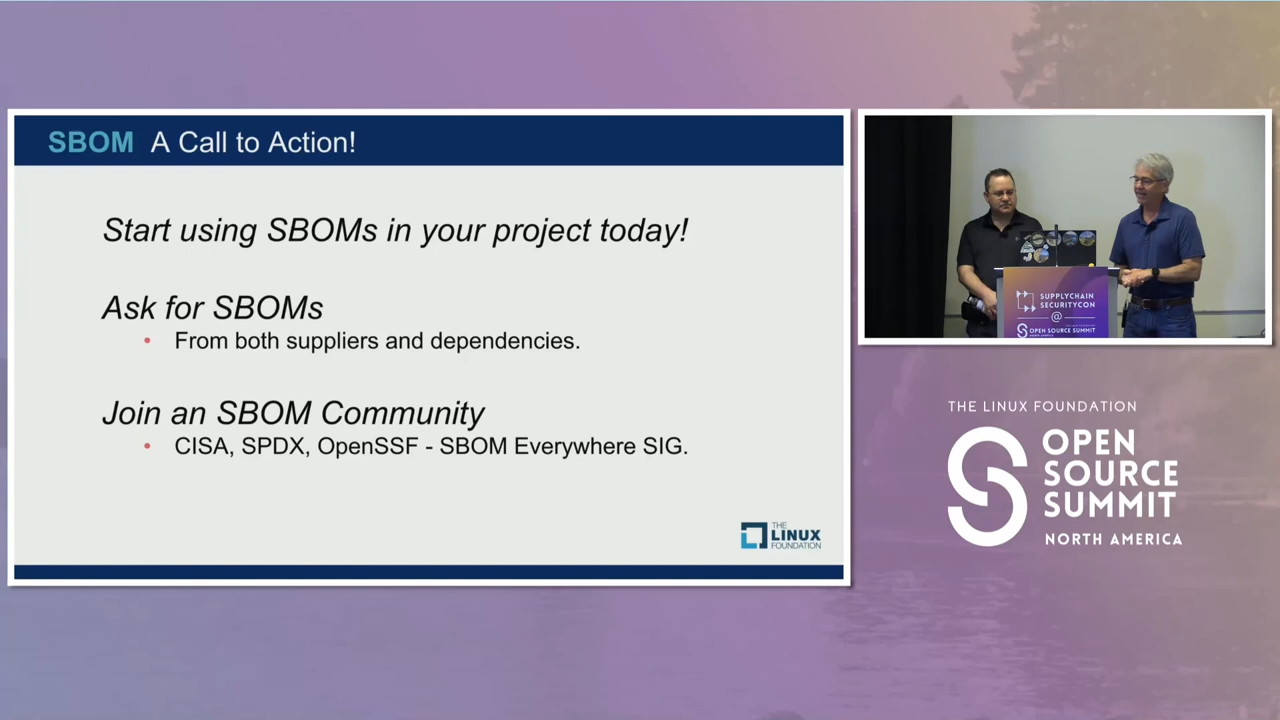 SBOM A Call to Action!
Start using SBOMs in your project today!
Ask for SBOMs
• From both suppliers and dependencies.
Join an SBOM Community
• CISA, SPDX, OpenSSF - SBOM Everywhere SIG.
THE
LINUX
FOUNDATION
SUPPLYCHAIN
SECURITYCON
@
OPEN SOURCE SUMMIT
THE LINUX FOUNDATION
OPEN
SOURCE
SUMMIT
NORTH AMERICA